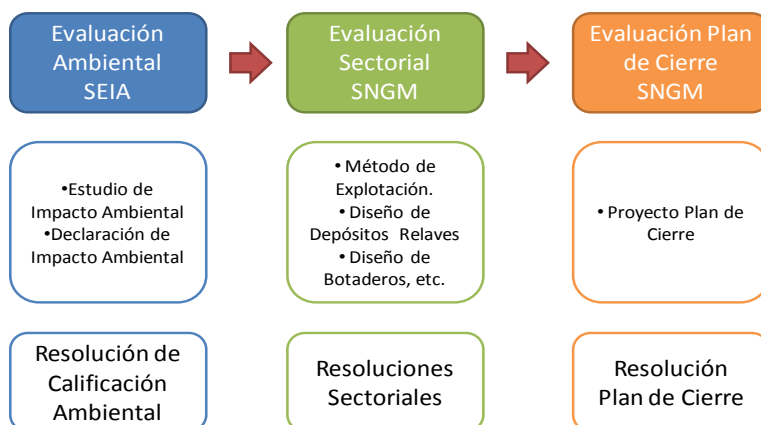 Evaluación
Ambiental
SEIA
Evaluación
Sectorial
SNGM
Evaluación Plan
de Cierre
SNGM
•Estudio de
Impacto Ambiental
•Declaración de
Impacto Ambiental
• Método de
Explotación.
• Diseño de
Depósitos Relaves
• Diseño de
Botaderos, etc.
• Proyecto Plan de
Cierre
Resolución de
Calificación
Ambiental
Resoluciones
Sectoriales
Resolución
Plan de Cierre